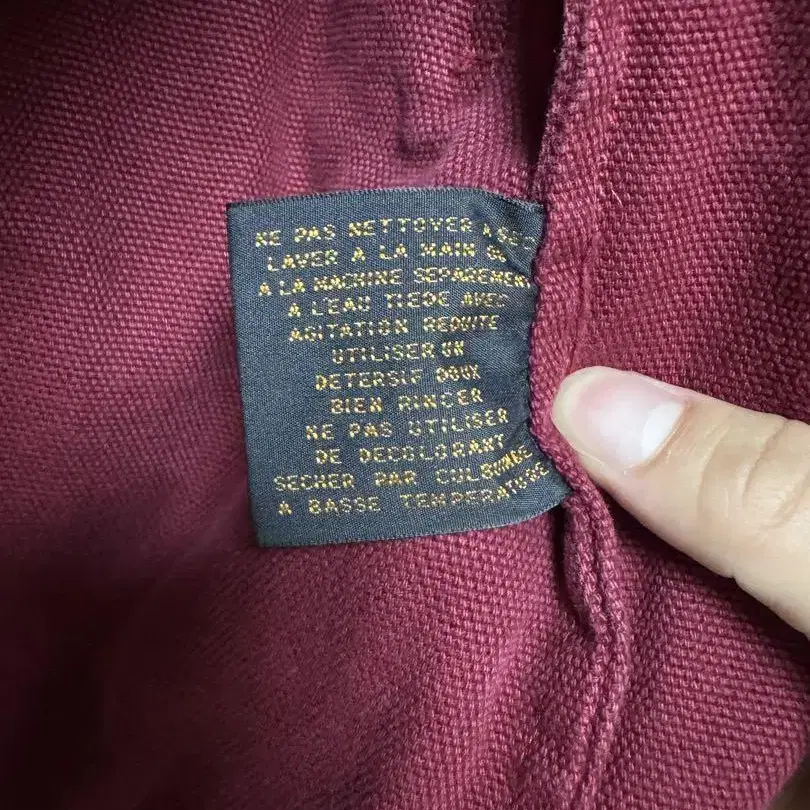 NE PAS NETTOYER A SEC
LAVER A LA MAIN OU
A LA MACHINE SEPAREMENT
A L'EAU TIEDE AVEC
AGITATION REDUITE
UTILISER UN
DETERSIF DOUX
BIEN RINCER
NE PAS UTILISER
DE DECOLORANT
SECHER PAR CULBUTAGE
A BASSE TEMPERATURE